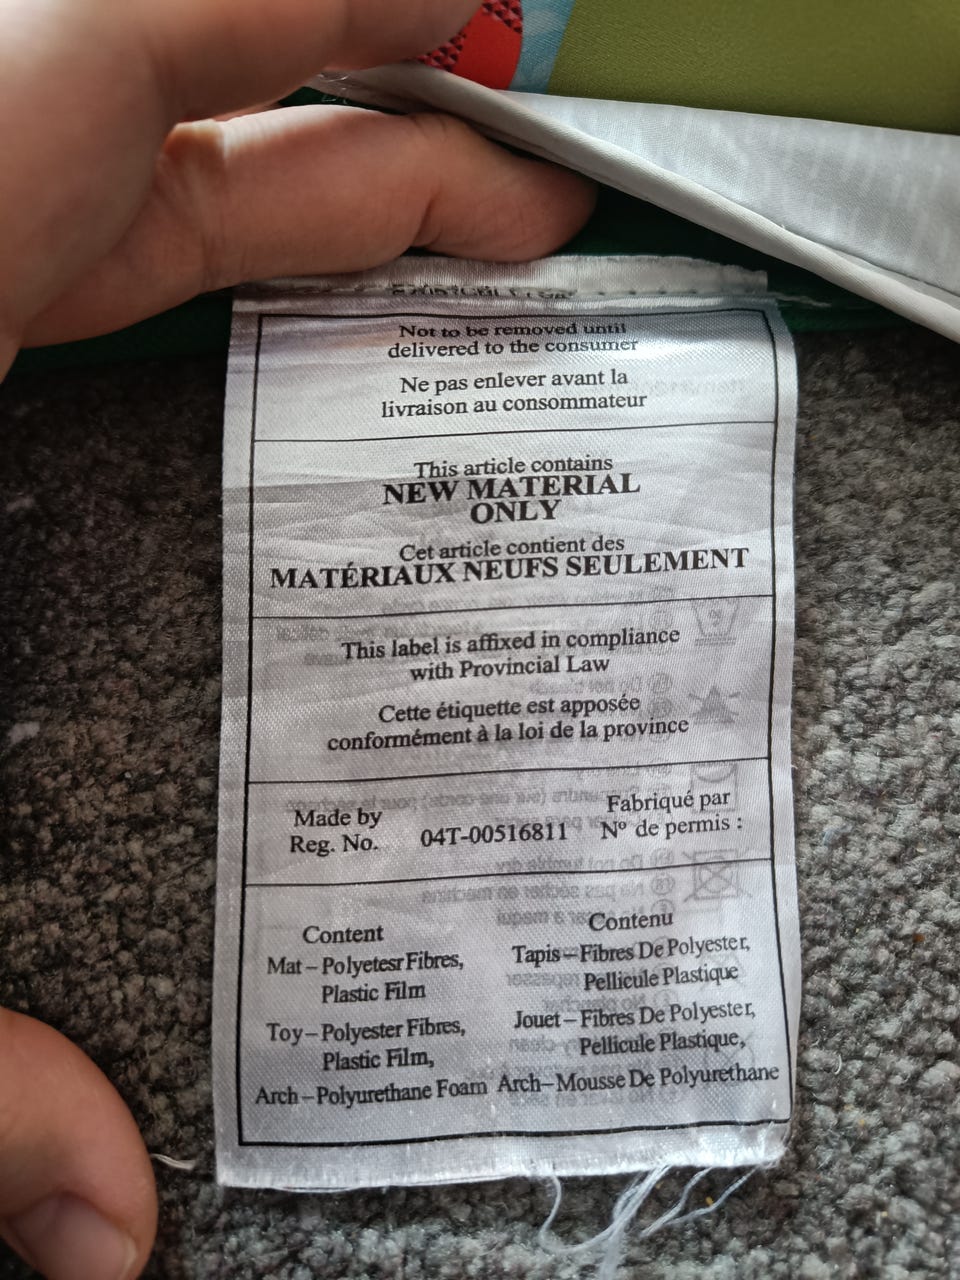 Not to be removed until
delivered to the consumer
Ne pas enlever avant la
livraison au consommateur
This article contains
NEW MATERIAL
ONLY
Cet article contient des
MATÉRIAUX NEUFS SEULEMENT
This label is affixed in compliance
with Provincial Law
Cette étiquette est apposée
conformément à la loi de la province
Made by
Reg. No.
04T-00516811
Fabriqué par
Nº de permis :
Content
Mat – Polyetesr Fibres,
Plastic Film
Toy – Polyester Fibres,
Plastic Film,
Arch – Polyurethane Foam
Contenu
Tapis – Fibres De Polyester,
Pellicule Plastique
Jouet – Fibres De Polyester,
Pellicule Plastique,
Arch – Mousse De Polyurethane